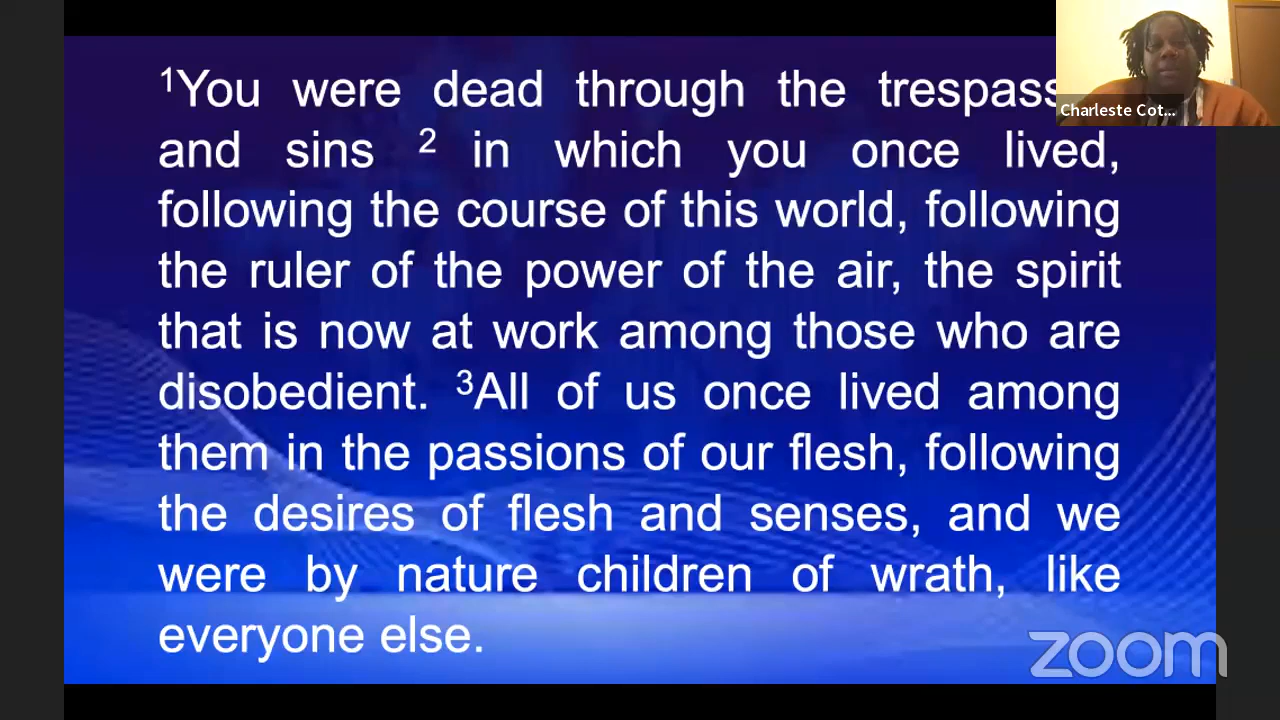 ¹You were dead through the trespass
and sins ² in which you once lived,
following the course of this world, following
the ruler of the power of the air, the spirit
that is now at work among those who are
disobedient. ³All of us once lived among
them in the passions of our flesh, following
the desires of flesh and senses, and we
were by nature children of wrath, like
everyone else.
Charleste Cot...
zoom